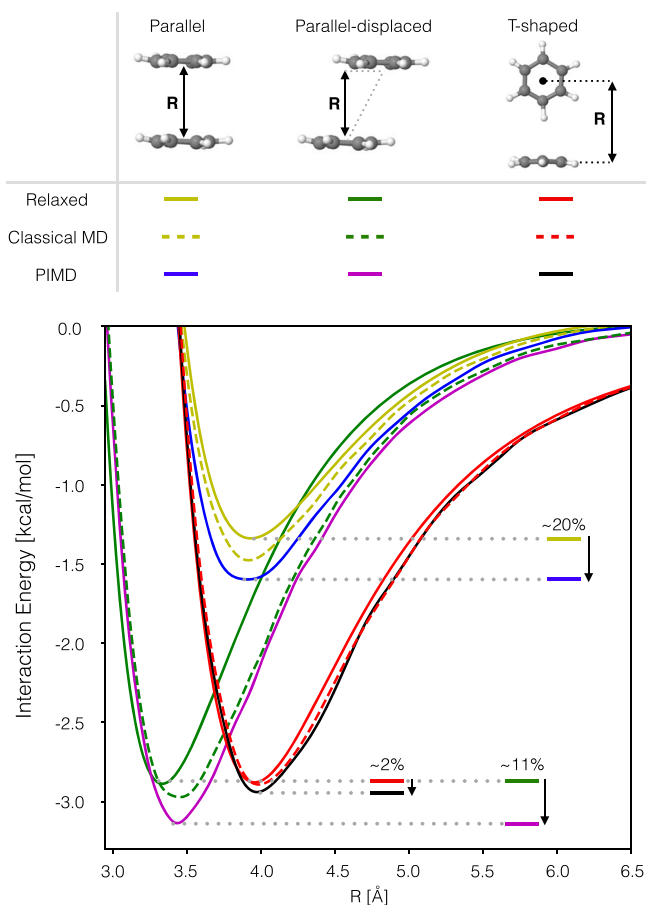 Parallel Parallel-displaced T-shaped
R R R
Relaxed
Classical MD
PIMD
0.0
-0.5
-1.0
~20%
-1.5
-2.0
-2.5
~2% ~11%
-3.0
Interaction Energy [kcal/mol]
3.0 3.5 4.0 4.5 5.0 5.5 6.0 6.5
R [Å]